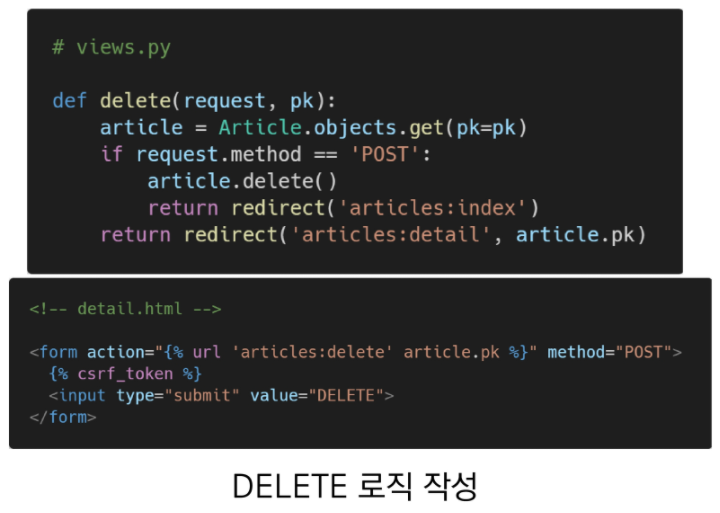 # views.py
def delete(request, pk):
    article = Article.objects.get(pk=pk)
    if request.method == 'POST':
        article.delete()
        return redirect('articles:index')
    return redirect('articles:detail', article.pk)
<!-- detail.html -->
<form action="{% url 'articles:delete' article.pk %}" method="POST">
  {% csrf_token %}
  <input type="submit" value="DELETE">
</form>
DELETE 로직 작성